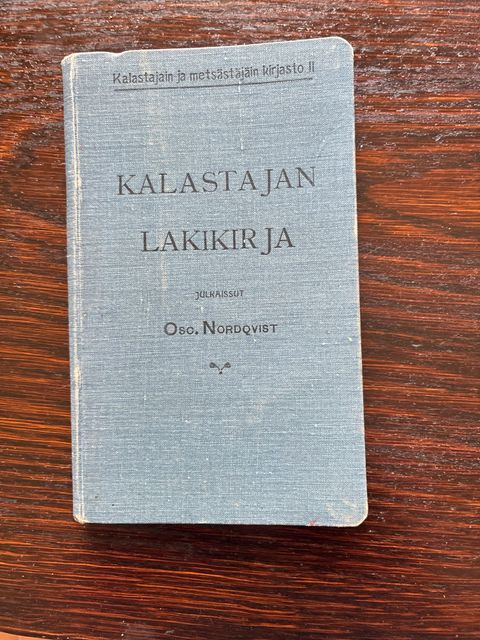 Kalastajain ja metsästäjäin kirjasto II
KALASTAJAN
LAKIKIRJA
JULKAISSUT
OSC. NORDQVIST